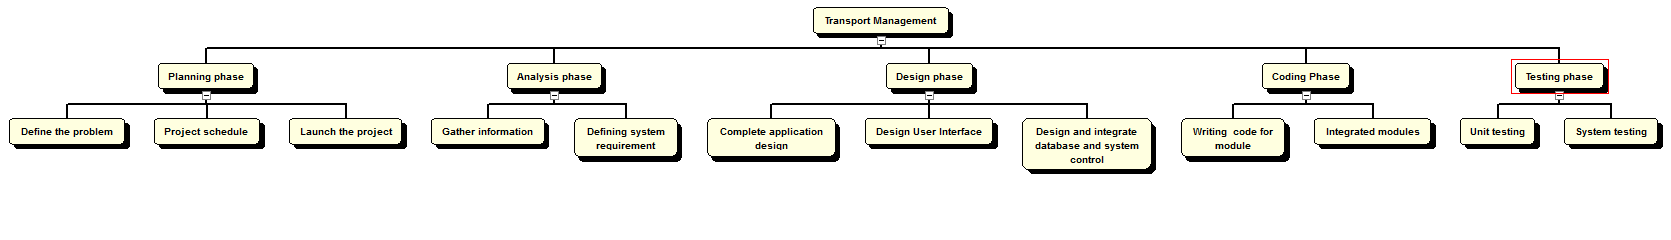 Transport Management
Planning phase
Analysis phase
Design phase
Coding Phase
Testing phase
Define the problem
Project schedule
Launch the project
Gather information
Defining system
requirement
Complete application
design
Design User Interface
Design and integrate
database and system
control
Writing  code for
module
Integrated modules
Unit testing
System testing